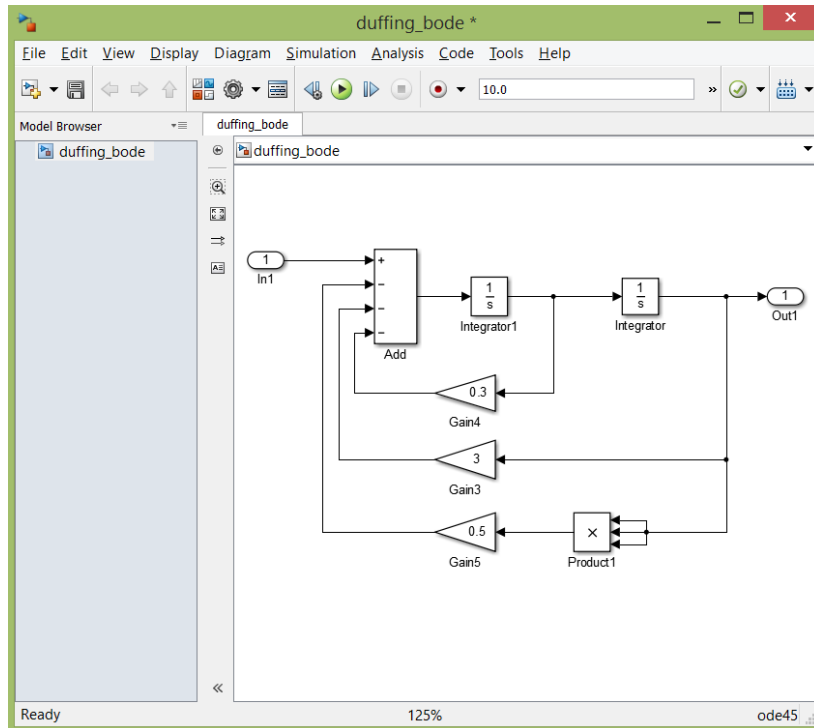 duffing_bode *
File Edit View Display Diagram Simulation Analysis Code Tools Help
10.0
»
Model Browser
duffing_bode
duffing_bode
duffing_bode
1
In1
+
−
−
−
Add
1
s
Integrator1
1
s
Integrator
1
Out1
0.3
Gain4
3
Gain3
0.5
Gain5
×
Product1
«
Ready 125% ode45